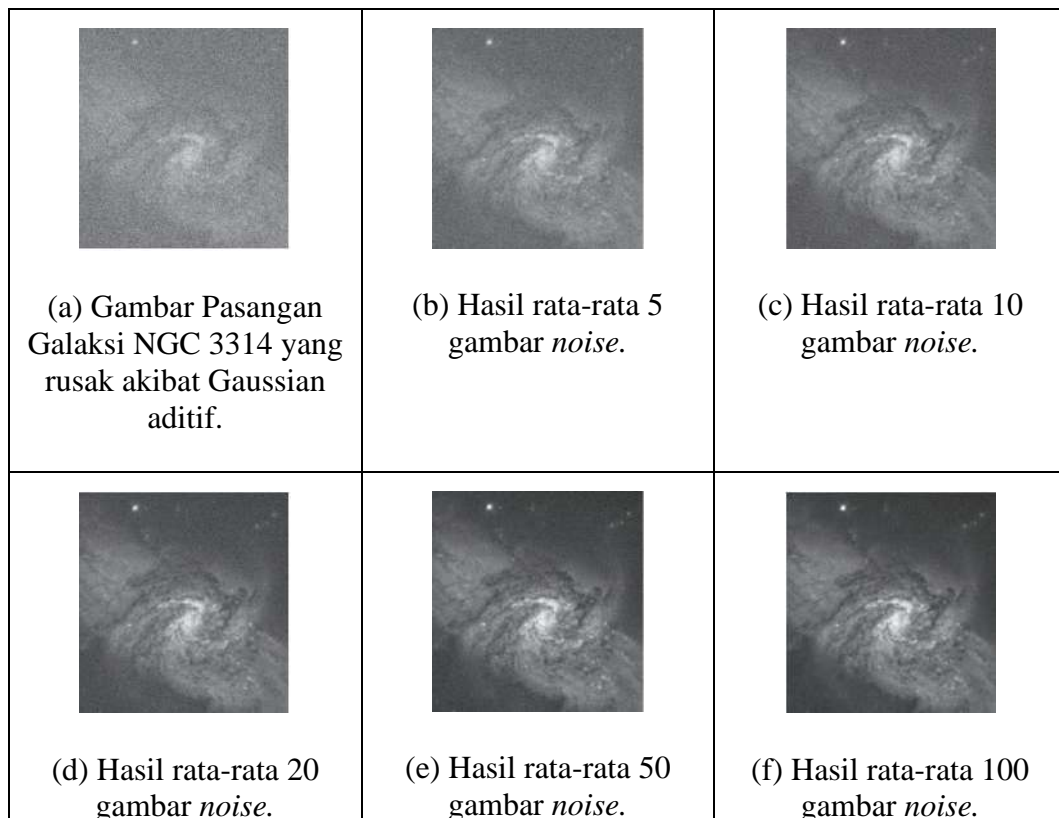 (a) Gambar Pasangan
Galaksi NGC 3314 yang
rusak akibat Gaussian
aditif.
(b) Hasil rata-rata 5
gambar noise.
(c) Hasil rata-rata 10
gambar noise.
(d) Hasil rata-rata 20
gambar noise.
(e) Hasil rata-rata 50
gambar noise.
(f) Hasil rata-rata 100
gambar noise.